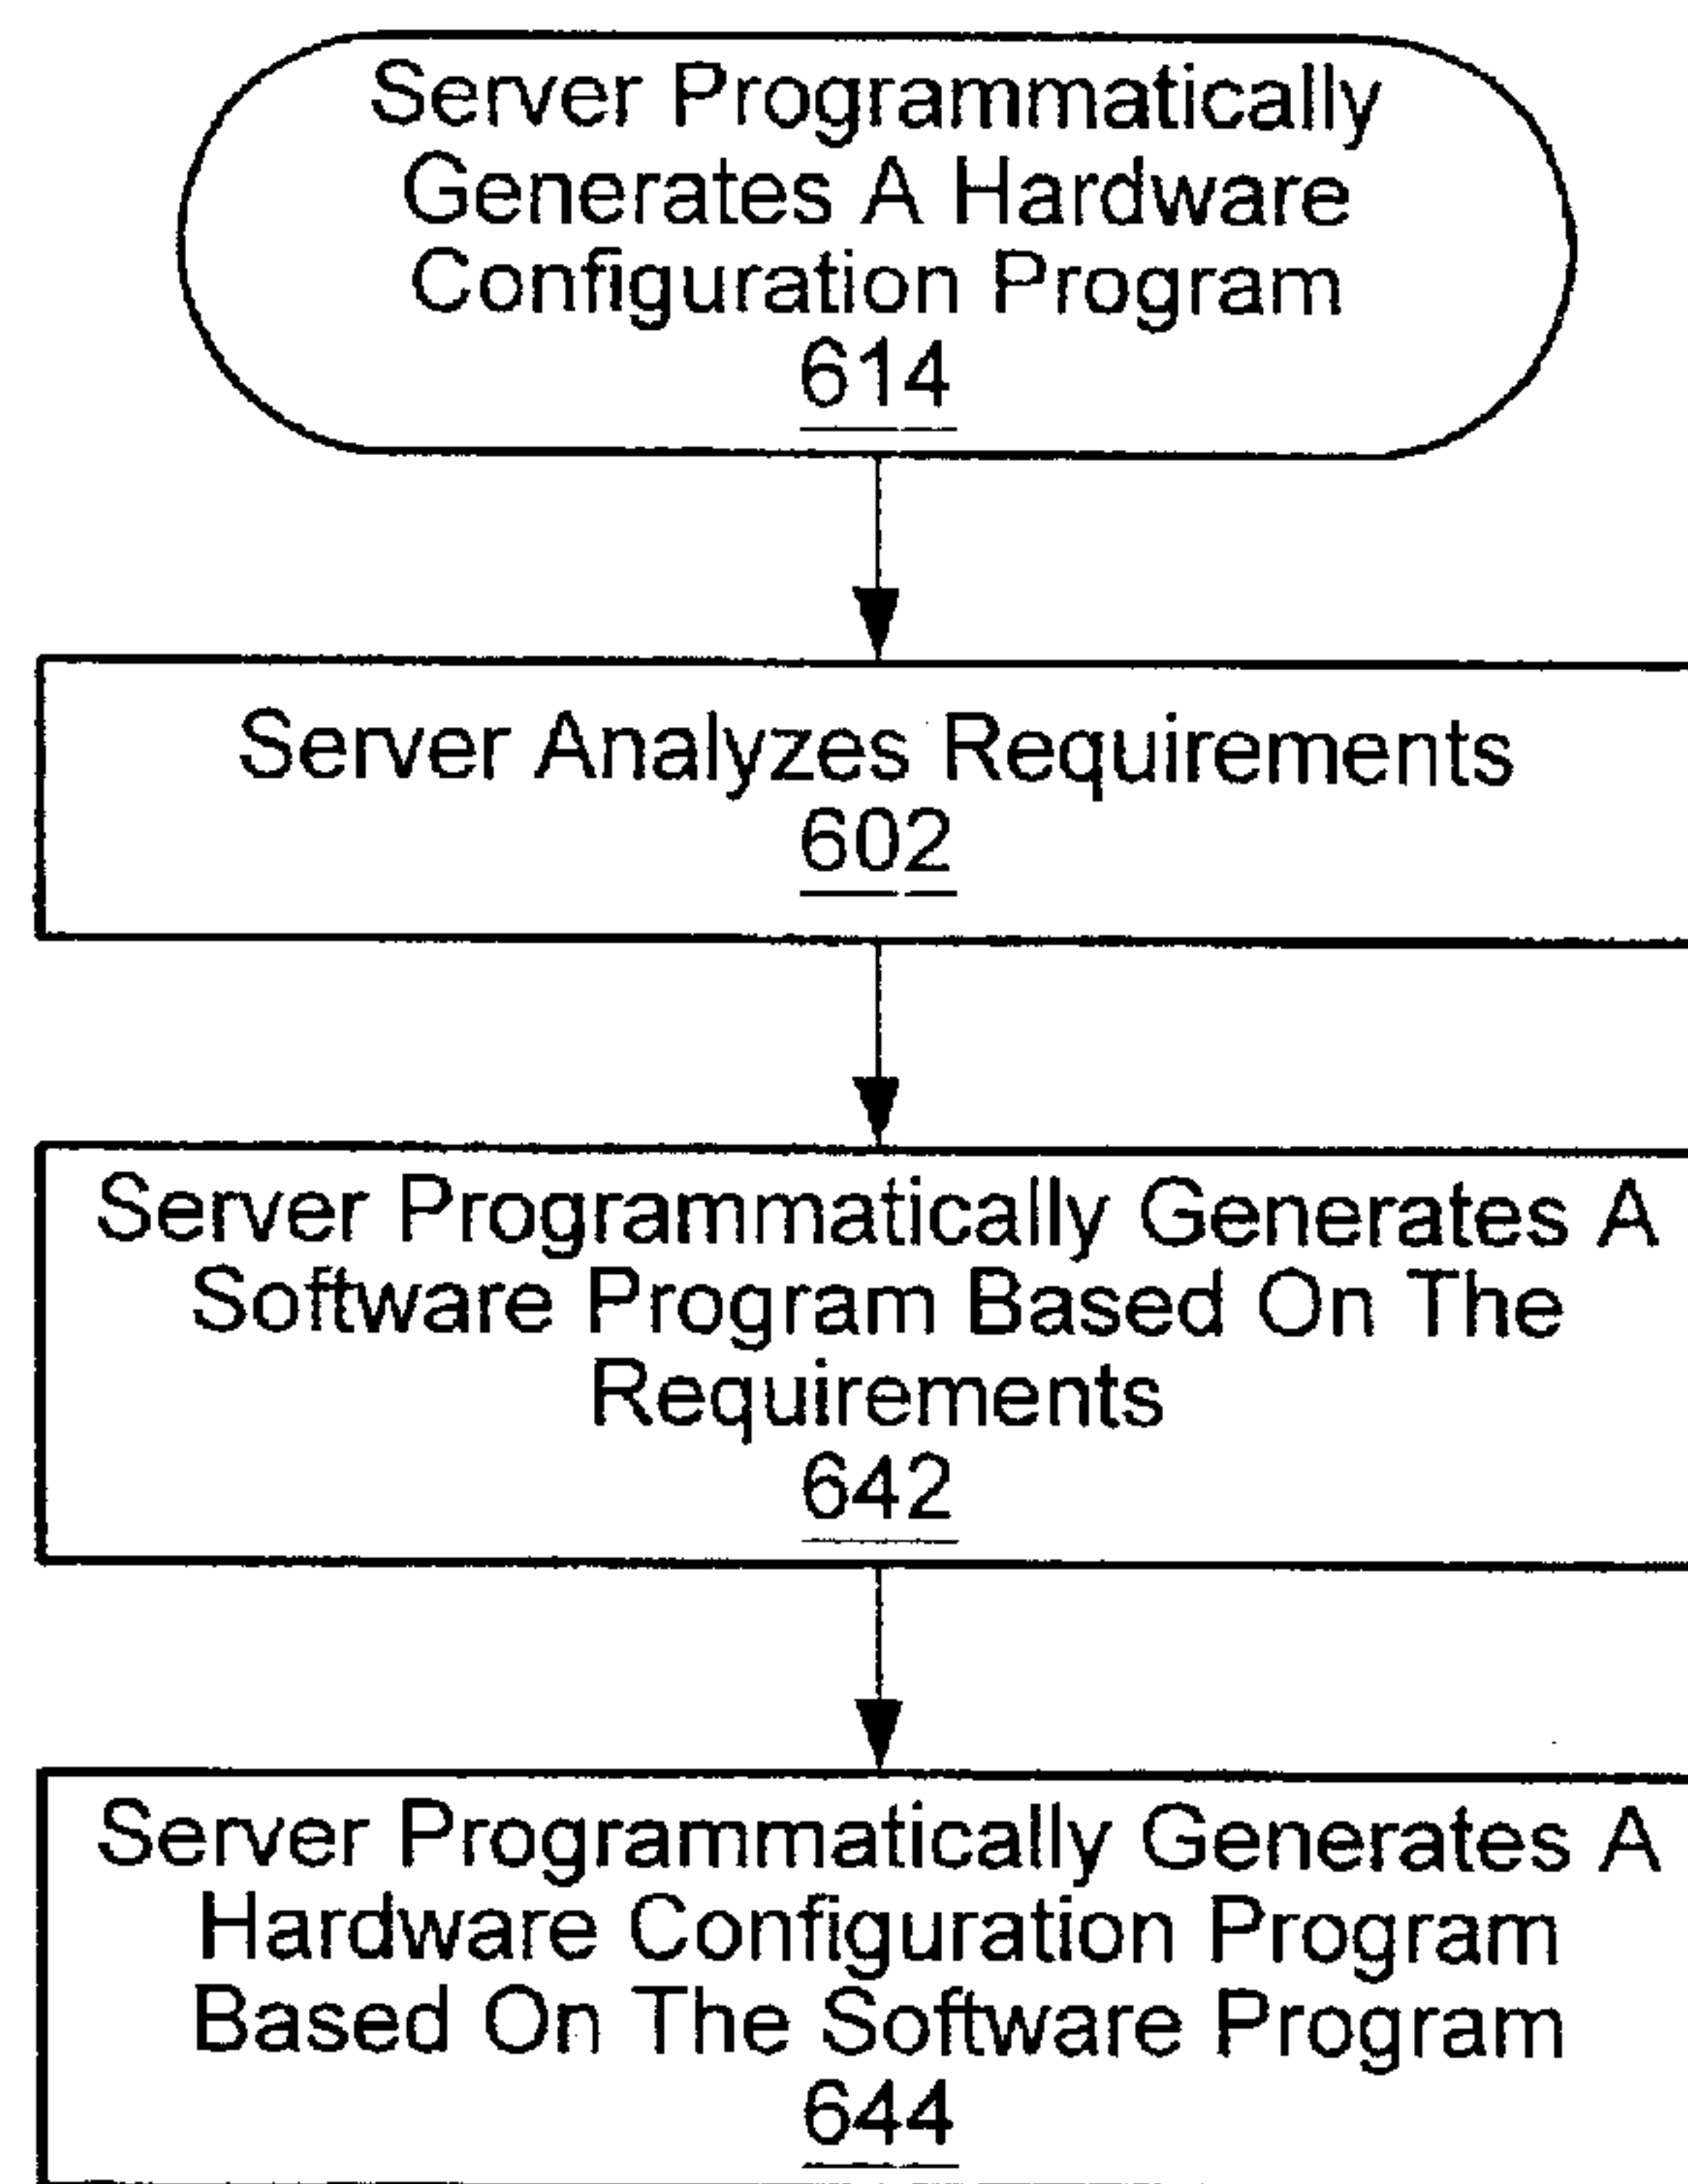 Server Programmatically
Generates A Hardware
Configuration Program
614
Server Analyzes Requirements
602
Server Programmatically Generates A
Software Program Based On The
Requirements
642
Server Programmatically Generates A
Hardware Configuration Program
Based On The Software Program
644